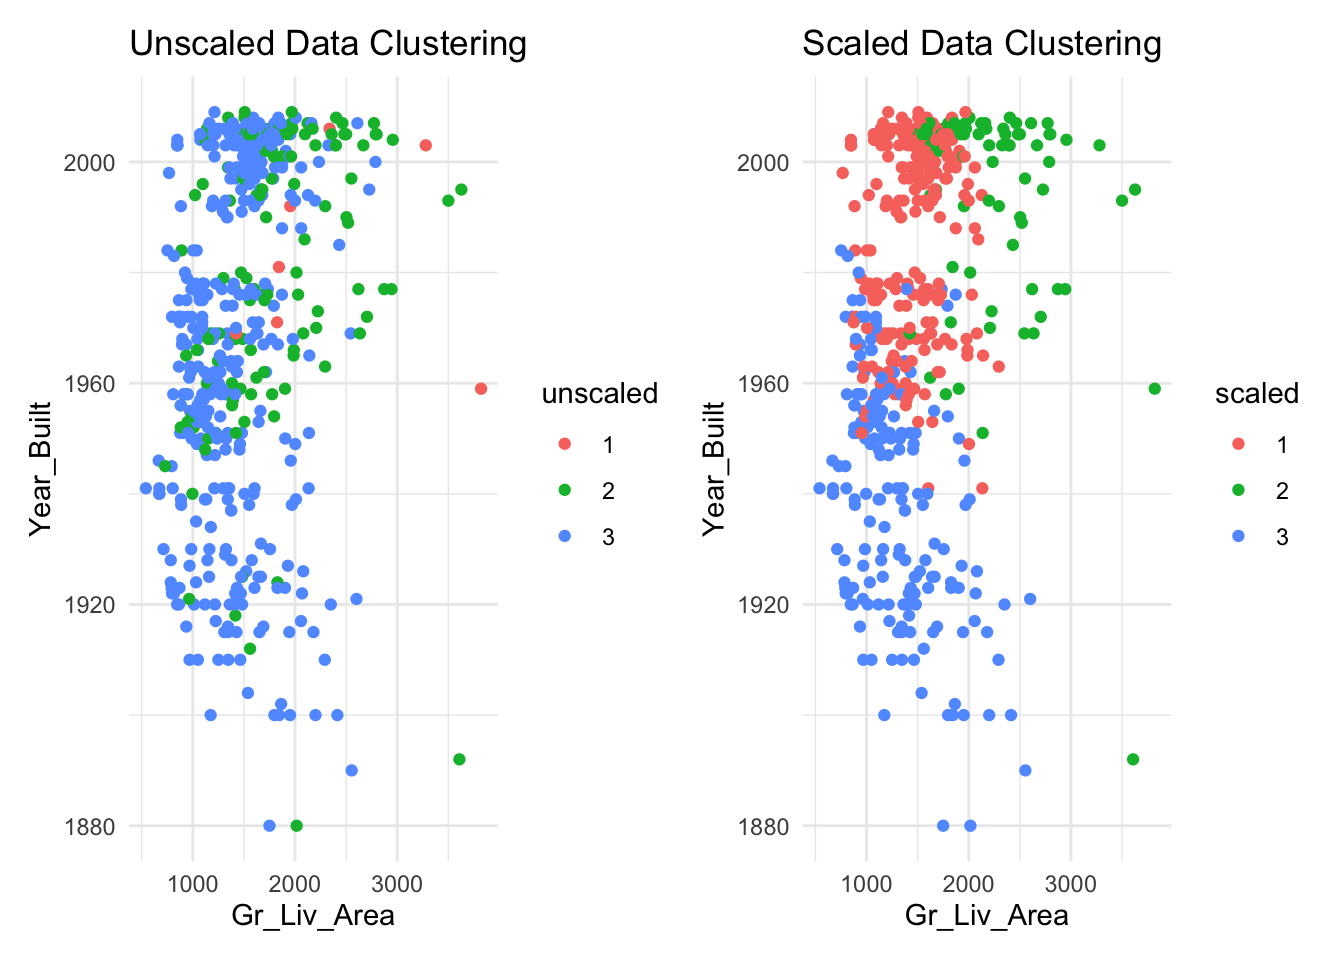 Unscaled Data Clustering
Year_Built
2000
1960
1920
1880
1000 2000 3000
Gr_Liv_Area
unscaled
1
2
3
Scaled Data Clustering
Year_Built
2000
1960
1920
1880
1000 2000 3000
Gr_Liv_Area
scaled
1
2
3